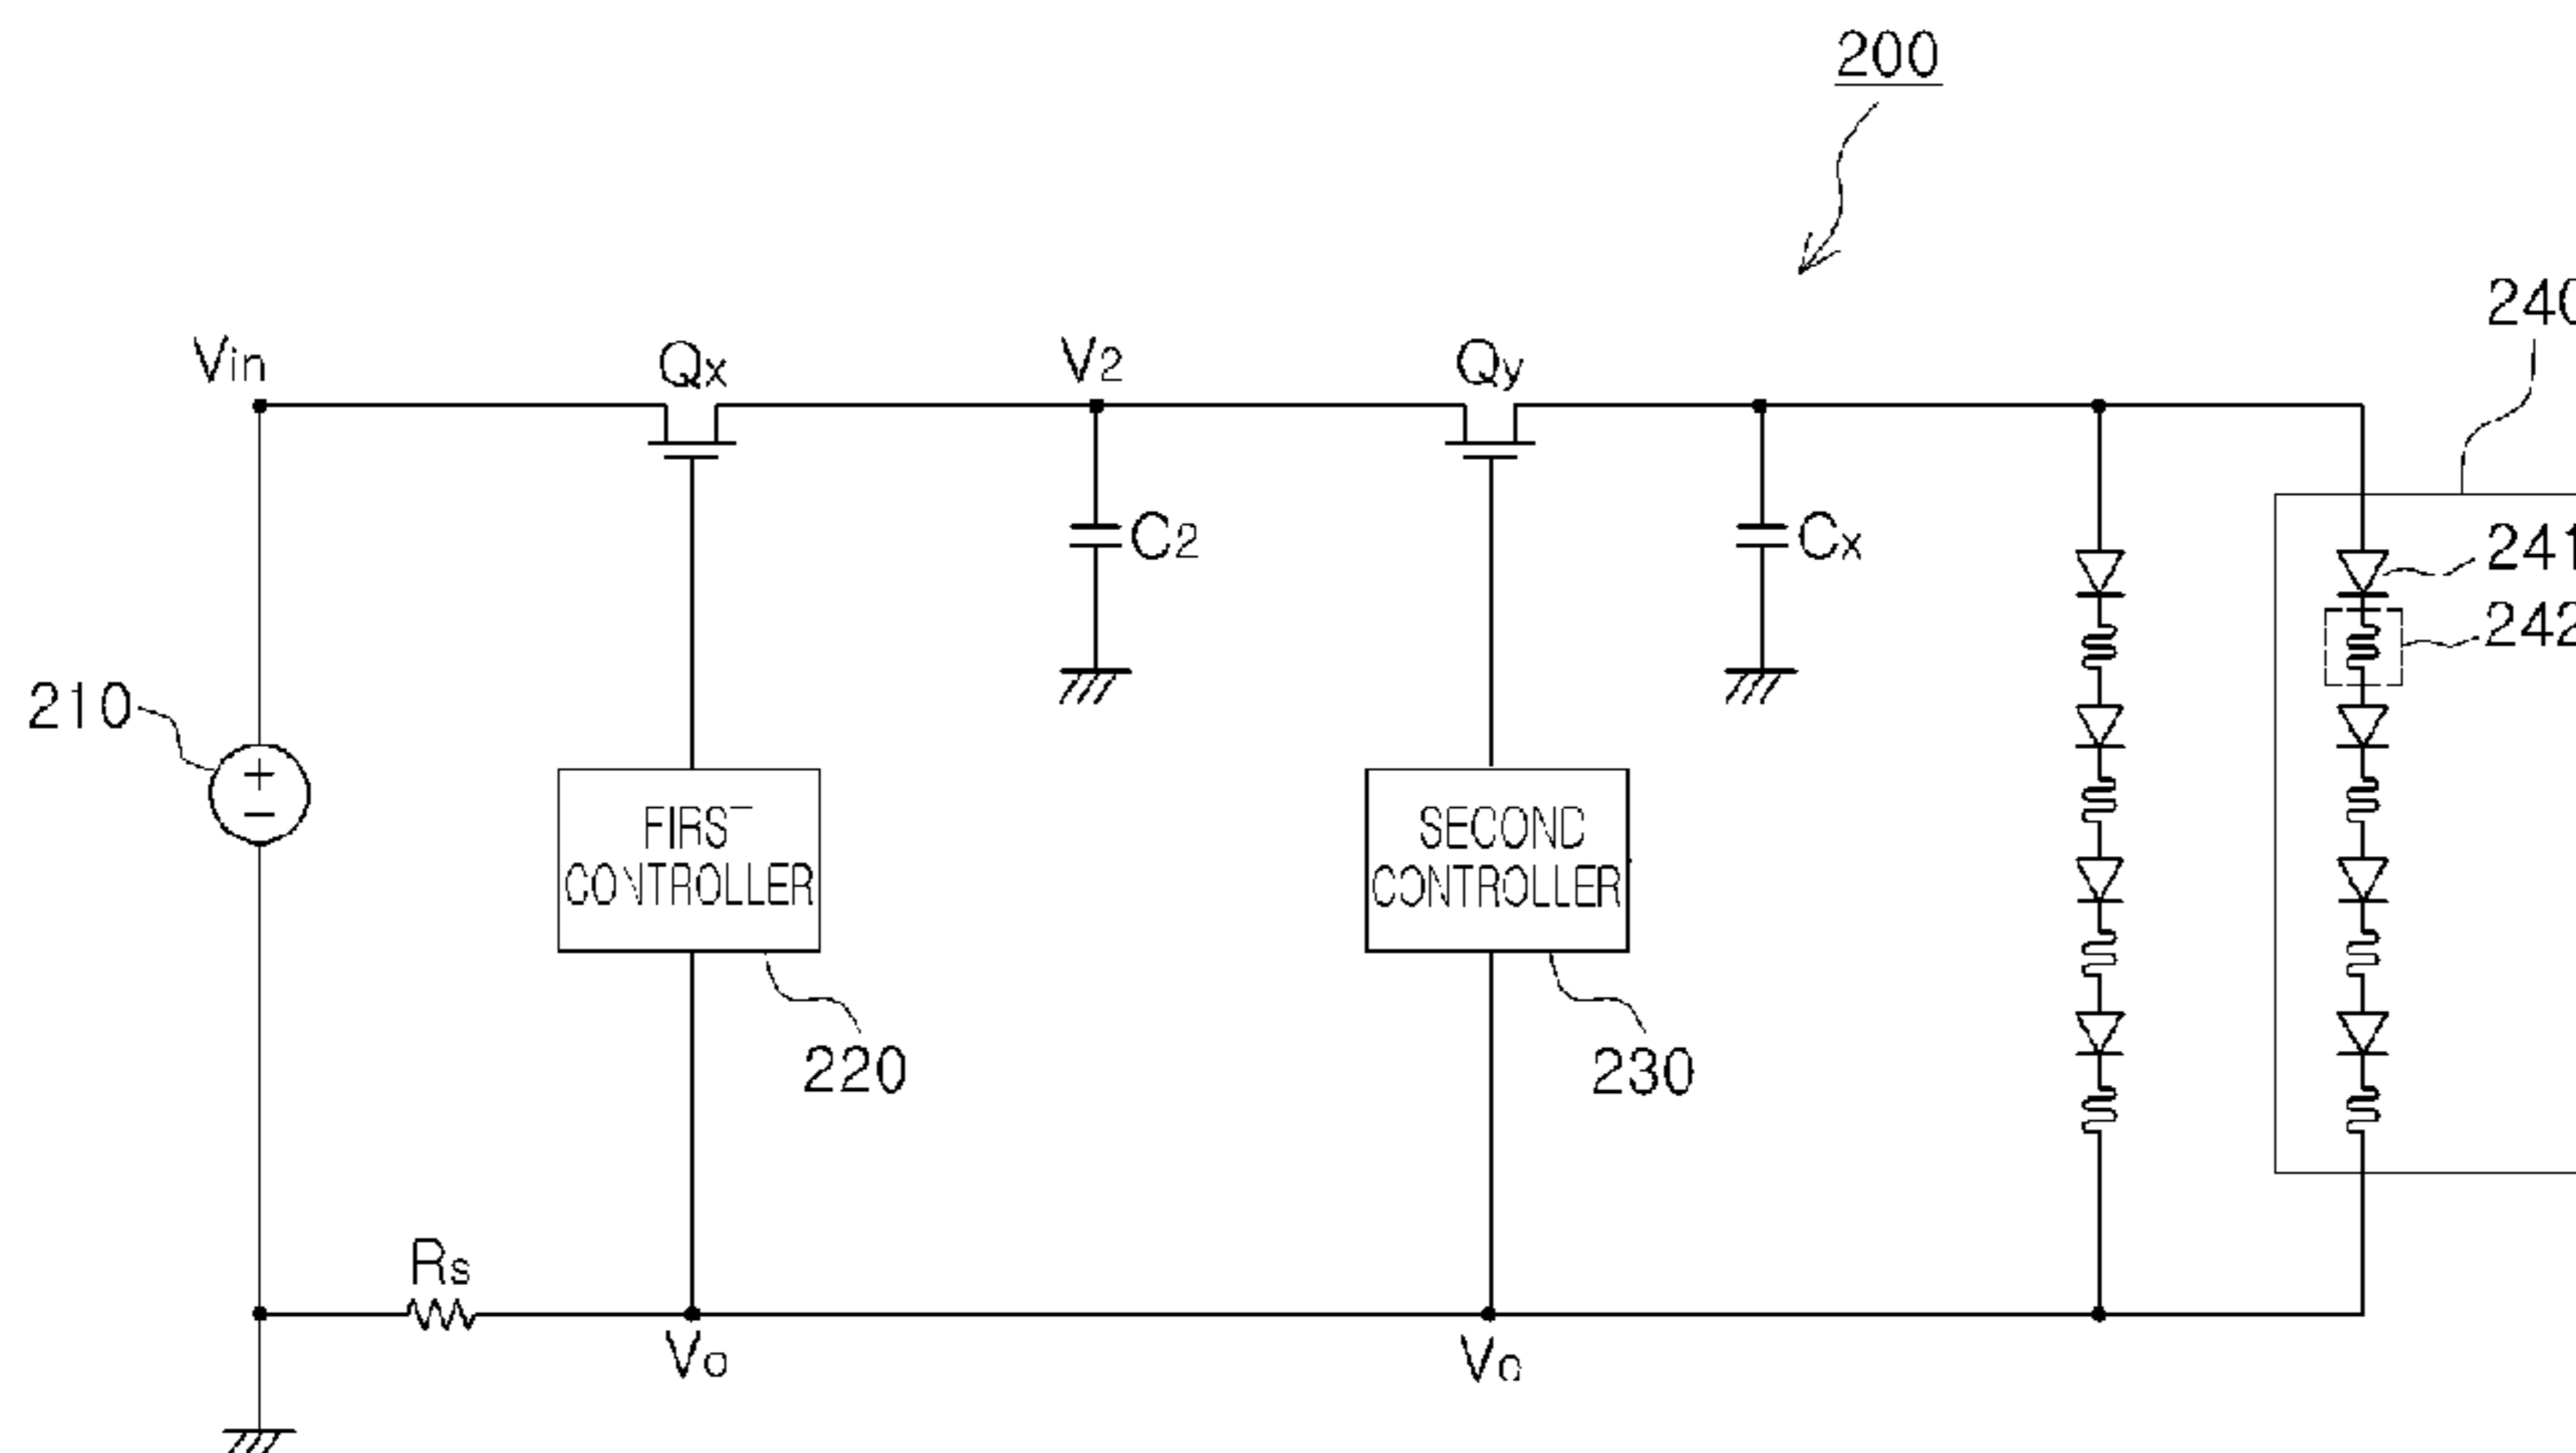 200
240
Vin
Qx
V2
Qy
C2
Cx
241
242
210
+
−
FIRST
CONTROLLER
SECOND
CONTROLLER
220
230
Rs
Vo
Vo